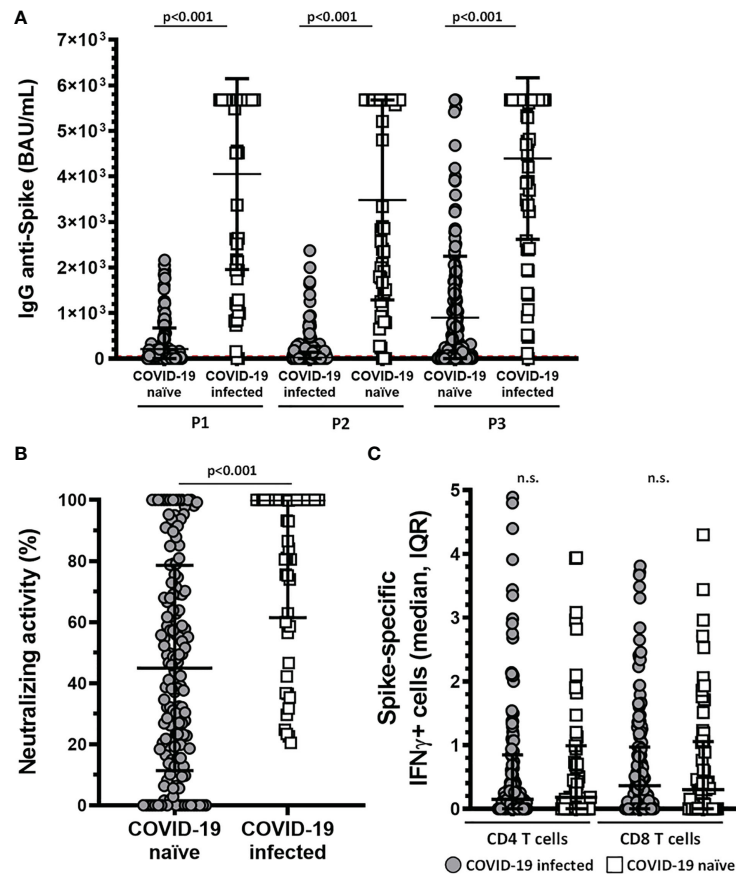 A
p<0.001 p<0.001 p<0.001
IgG anti-Spike (BAU/mL)
7×10³
6×10³
5×10³
4×10³
3×10³
2×10³
1×10³
0
COVID-19 COVID-19 COVID-19 COVID-19 COVID-19 COVID-19
naïve infected infected naïve naïve infected
P1 P2 P3
B
p<0.001
Neutralizing activity (%)
100
80
60
40
20
0
COVID-19 COVID-19
naïve infected
C
n.s. n.s.
Spike-specific
IFNγ+ cells (median, IQR)
5
4
3
2
1
0
CD4 T cells CD8 T cells
COVID-19 infected COVID-19 naïve